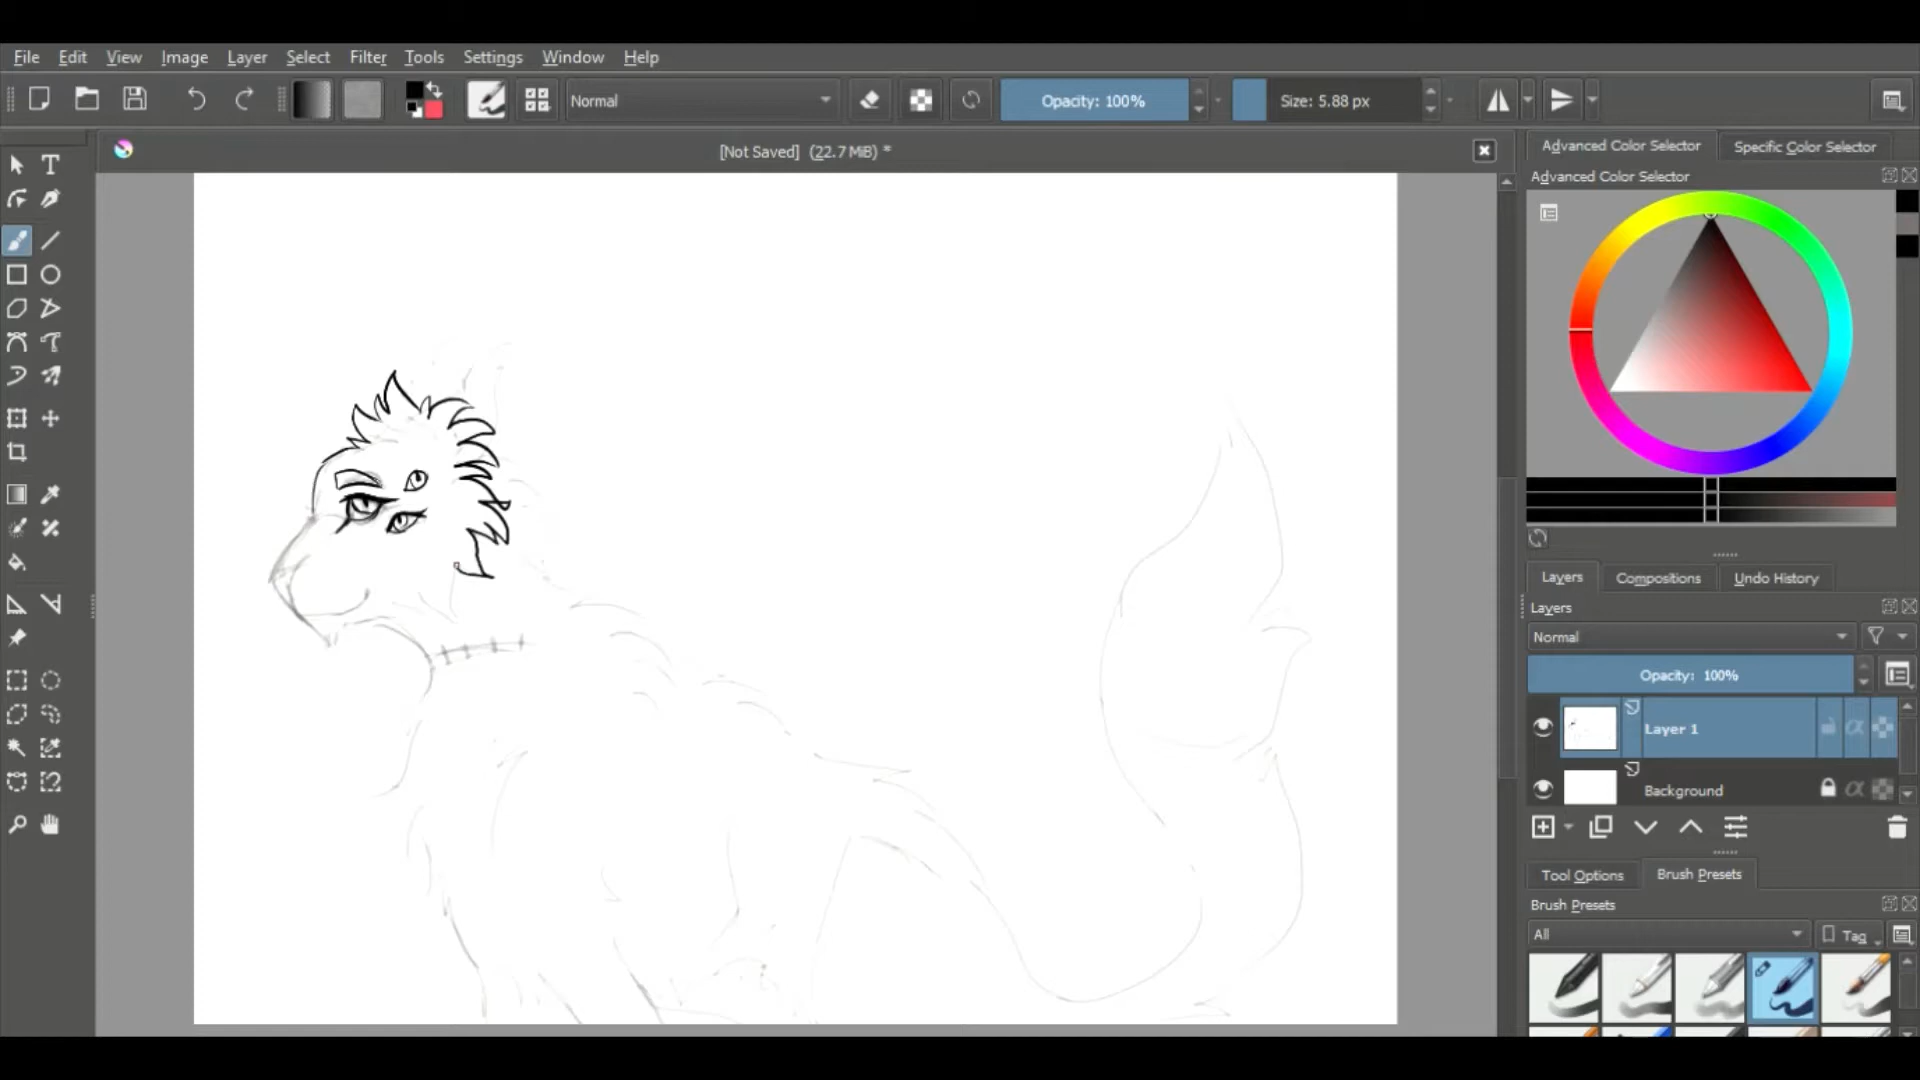 File Edit View Image Layer Select Filter Tools Settings Window Help
Normal Opacity: 100% Size: 5.88 px
[Not Saved] (22.7 MiB) *
Advanced Color Selector Specific Color Selector
Advanced Color Selector
Layers Compositions Undo History
Layers
Normal
Opacity: 100%
Layer 1
Background
Tool Options Brush Presets
Brush Presets
All Tag